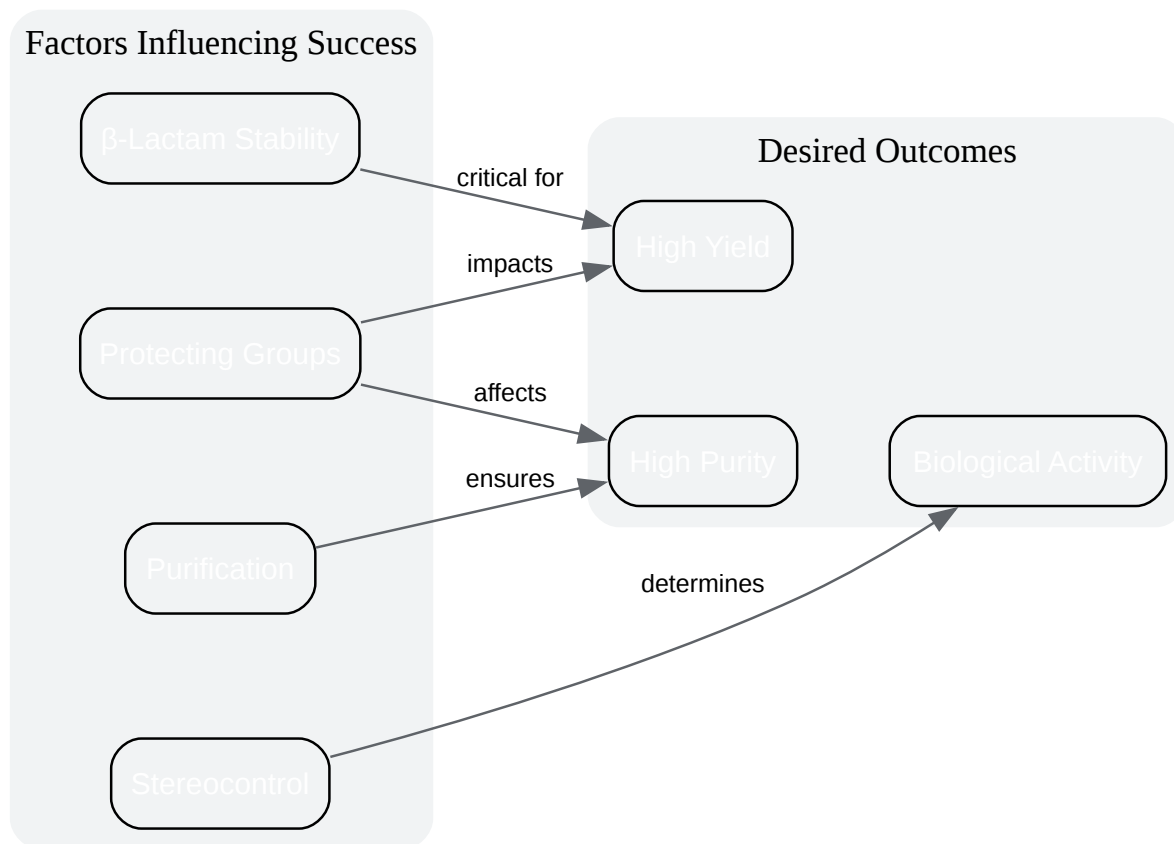 Factors Influencing Success
β-Lactam Stability
Protecting Groups
Purification
Stereocontrol
critical for
impacts
affects
ensures
determines
Desired Outcomes
High Yield
High Purity
Biological Activity